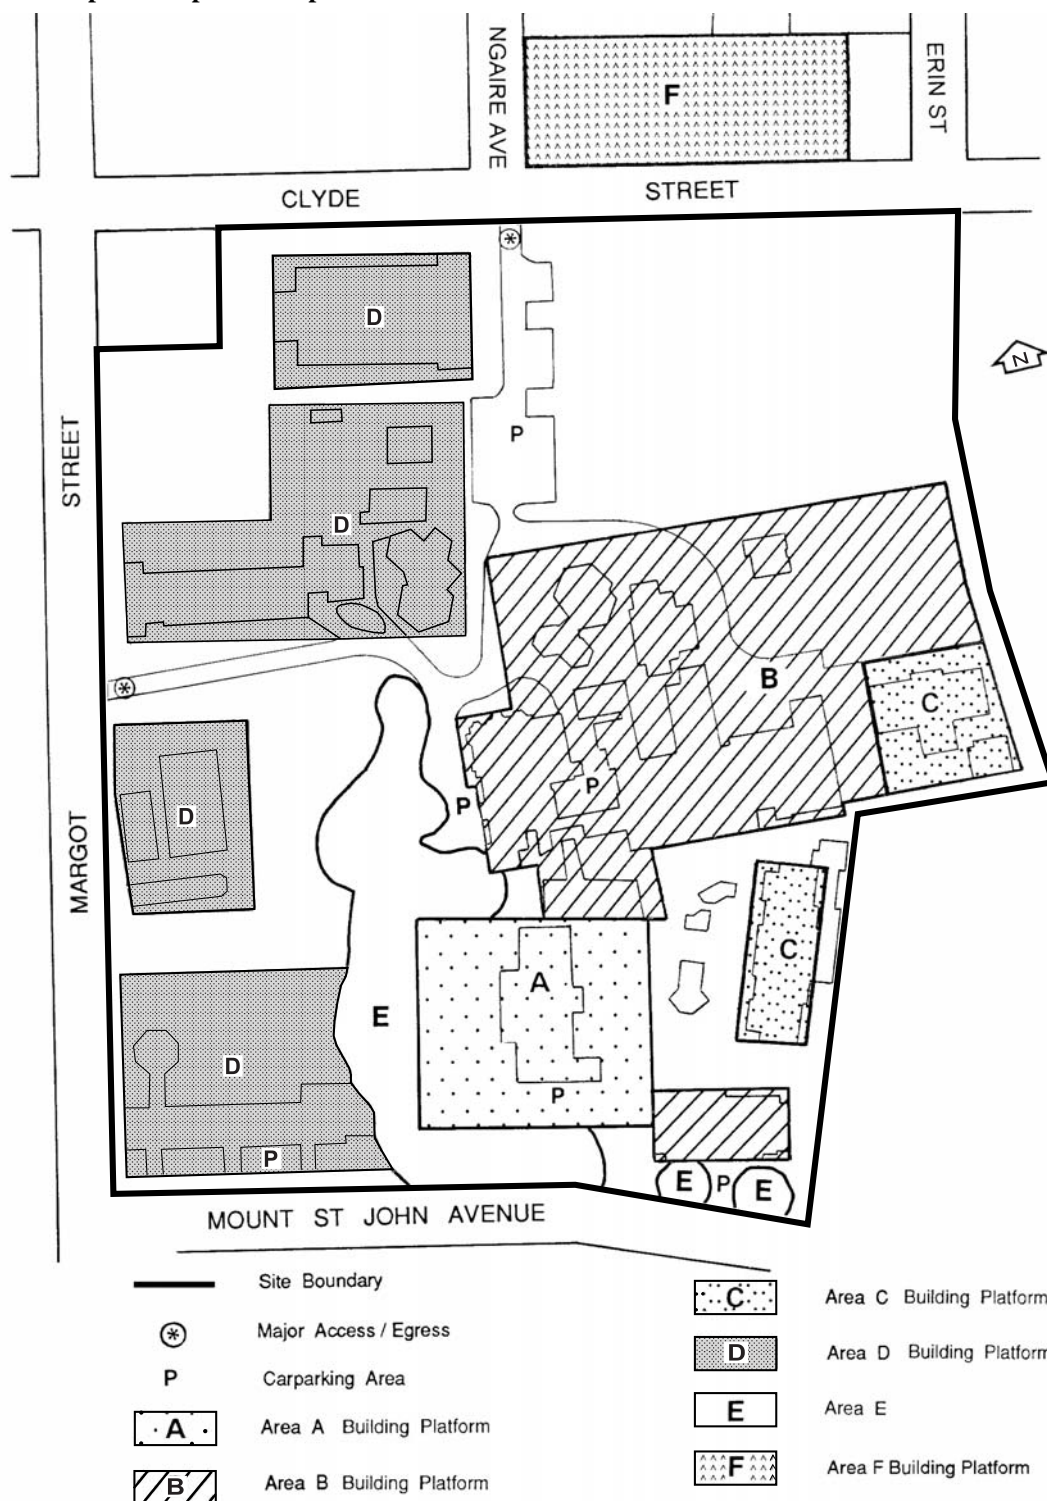 NGAIRE AVE
F
ERIN ST
CLYDE
STREET
D
N
P
STREET
D
B
C
D
P
P
MARGOT
C
A
E
D
P
P
E
P
E
MOUNT ST JOHN AVENUE
Site Boundary
Major Access / Egress
P Carparking Area
A Area A Building Platform
B Area B Building Platform
C Area C Building Platform
D Area D Building Platform
E Area E
F Area F Building Platform